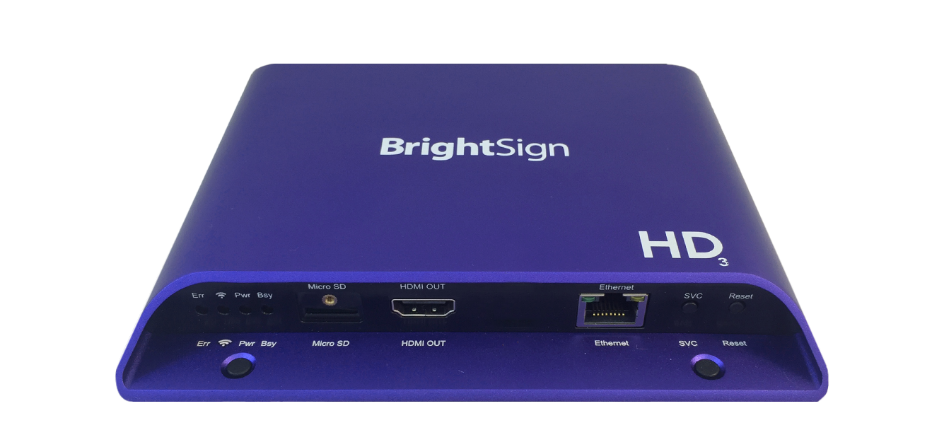 BrightSign
HD3
Err Pwr Bsy Micro SD HDMI OUT Ethernet SVC Reset
Err Pwr Bsy Micro SD HDMI OUT Ethernet SVC Reset